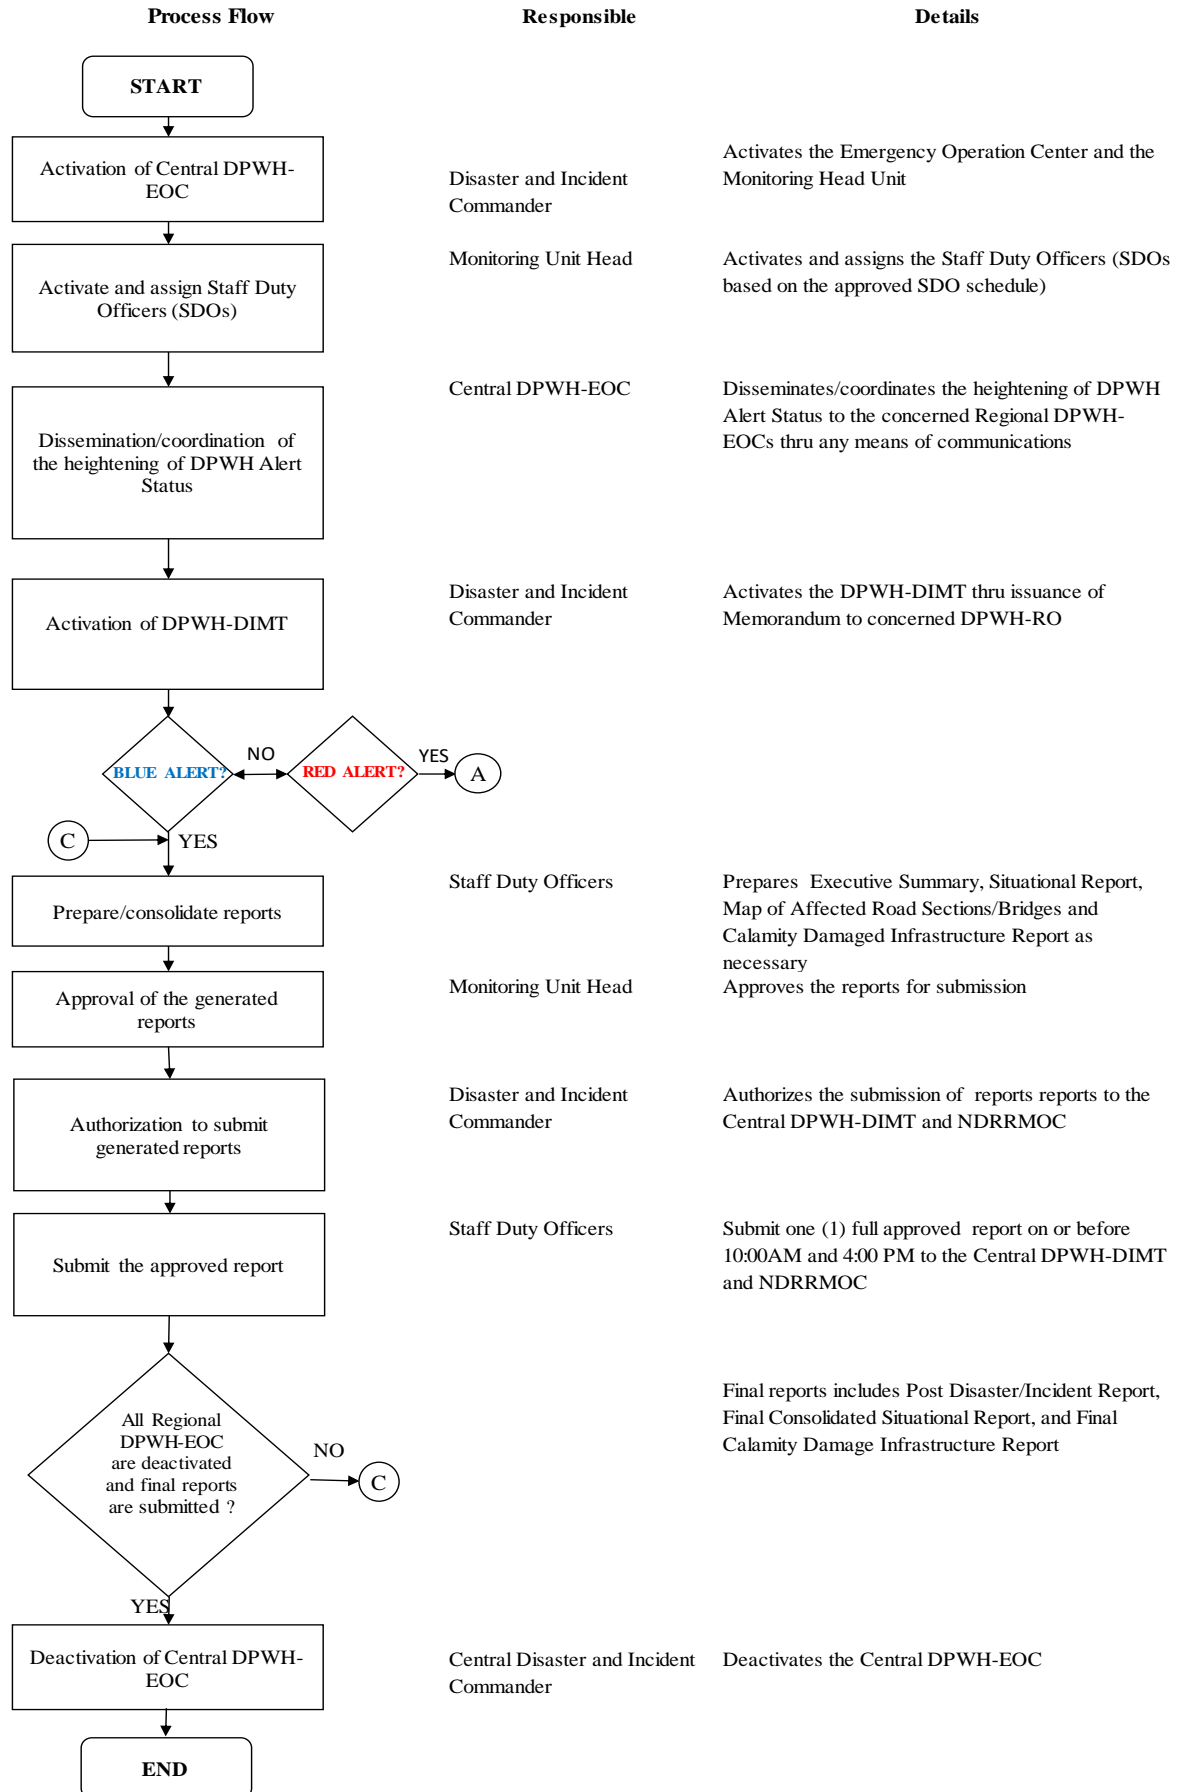 Process Flow
Responsible
Details
START
Activation of Central DPWH-
EOC
Disaster and Incident
Commander
Activates the Emergency Operation Center and the
Monitoring Head Unit
Activate and assign Staff Duty
Officers (SDOs)
Monitoring Unit Head
Activates and assigns the Staff Duty Officers (SDOs
based on the approved SDO schedule)
Dissemination/coordination of
the heightening of DPWH Alert
Status
Central DPWH-EOC
Disseminates/coordinates the heightening of DPWH
Alert Status to the concerned Regional DPWH-
EOCs thru any means of communications
Activation of DPWH-DIMT
Disaster and Incident
Commander
Activates the DPWH-DIMT thru issuance of
Memorandum to concerned DPWH-RO
BLUE ALERT?
NO
RED ALERT?
YES
A
C
YES
Prepare/consolidate reports
Staff Duty Officers
Prepares Executive Summary, Situational Report,
Map of Affected Road Sections/Bridges and
Calamity Damaged Infrastructure Report as
necessary
Approval of the generated
reports
Monitoring Unit Head
Approves the reports for submission
Authorization to submit
generated reports
Disaster and Incident
Commander
Authorizes the submission of reports reports to the
Central DPWH-DIMT and NDRRMOC
Submit the approved report
Staff Duty Officers
Submit one (1) full approved report on or before
10:00AM and 4:00 PM to the Central DPWH-DIMT
and NDRRMOC
All Regional
DPWH-EOC
are deactivated
and final reports
are submitted ?
NO
C
Final reports includes Post Disaster/Incident Report,
Final Consolidated Situational Report, and Final
Calamity Damage Infrastructure Report
YES
Deactivation of Central DPWH-
EOC
Central Disaster and Incident
Commander
Deactivates the Central DPWH-EOC
END